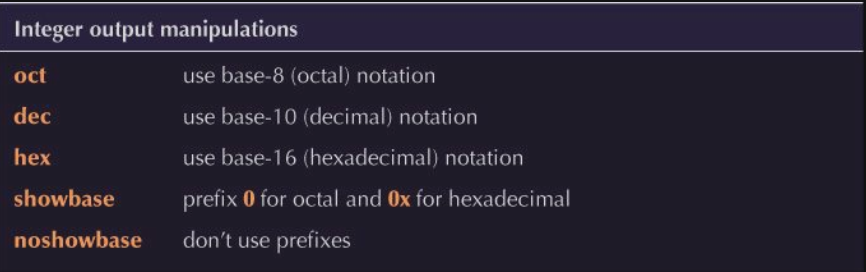 Integer output manipulations
oct use base-8 (octal) notation
dec use base-10 (decimal) notation
hex use base-16 (hexadecimal) notation
showbase prefix 0 for octal and 0x for hexadecimal
noshowbase don’t use prefixes